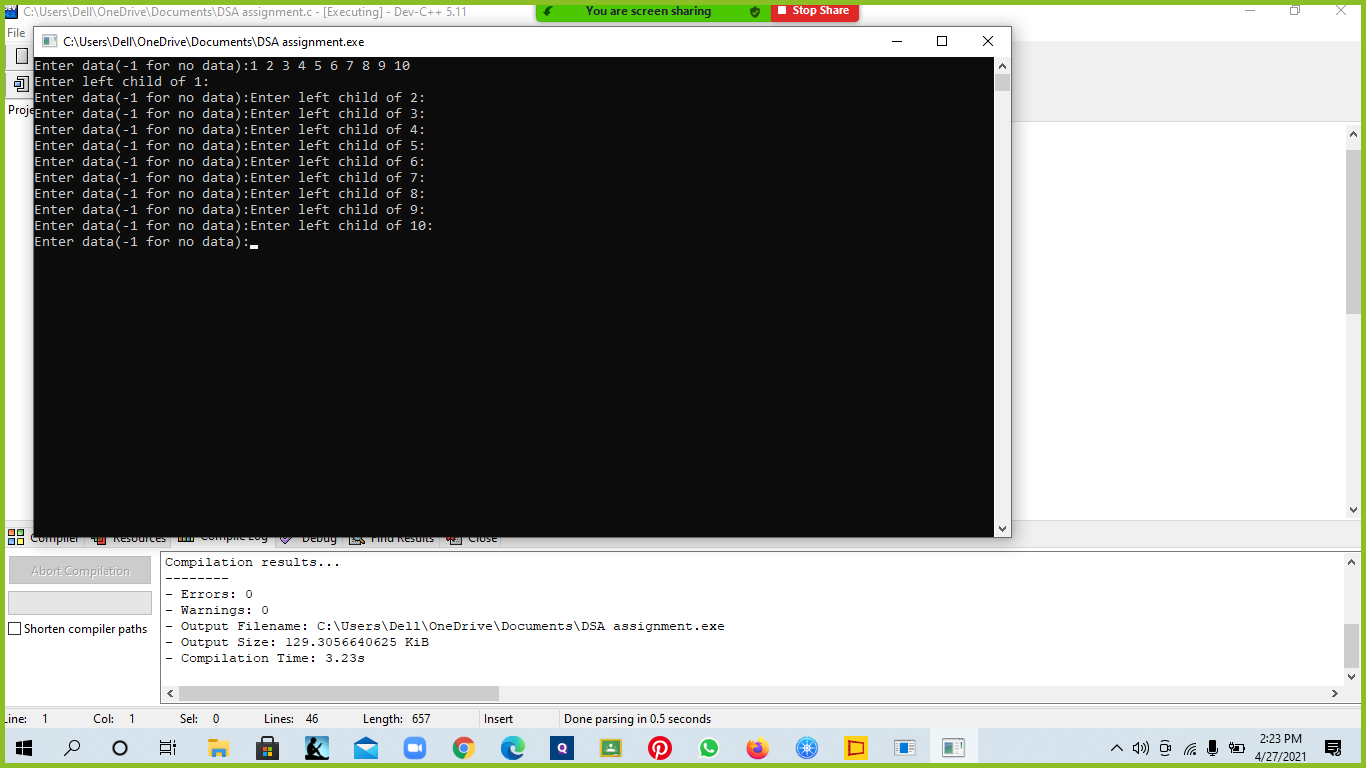 C:\Users\Dell\OneDrive\Documents\DSA assignment.c - [Executing] - Dev-C++ 5.11
You are screen sharing
Stop Share
File
C:\Users\Dell\OneDrive\Documents\DSA assignment.exe
Enter data(-1 for no data):1 2 3 4 5 6 7 8 9 10
Enter left child of 1:
Enter data(-1 for no data):Enter left child of 2:
Enter data(-1 for no data):Enter left child of 3:
Enter data(-1 for no data):Enter left child of 4:
Enter data(-1 for no data):Enter left child of 5:
Enter data(-1 for no data):Enter left child of 6:
Enter data(-1 for no data):Enter left child of 7:
Enter data(-1 for no data):Enter left child of 8:
Enter data(-1 for no data):Enter left child of 9:
Enter data(-1 for no data):Enter left child of 10:
Enter data(-1 for no data):
Proje
Compiler Resources Compile Log Debug Find Results Close
Abort Compilation
Shorten compiler paths
Compilation results...
--------
- Errors: 0
- Warnings: 0
- Output Filename: C:\Users\Dell\OneDrive\Documents\DSA assignment.exe
- Output Size: 129.3056640625 KiB
- Compilation Time: 3.23s
Line: 1 Col: 1 Sel: 0 Lines: 46 Length: 657 Insert Done parsing in 0.5 seconds
2:23 PM
4/27/2021